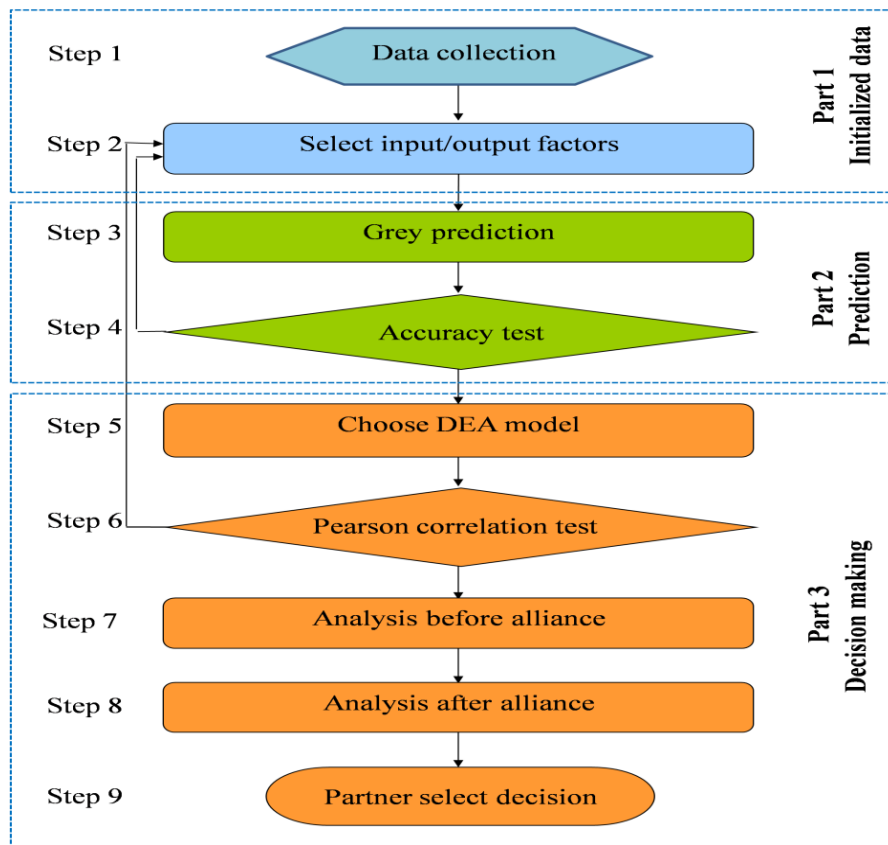 Step 1
Data collection
Part 1
Initialized data
Step 2
Select input/output factors
Step 3
Grey prediction
Part 2
Prediction
Step 4
Accuracy test
Step 5
Choose DEA model
Step 6
Pearson correlation test
Part 3
Decision making
Step 7
Analysis before alliance
Step 8
Analysis after alliance
Step 9
Partner select decision